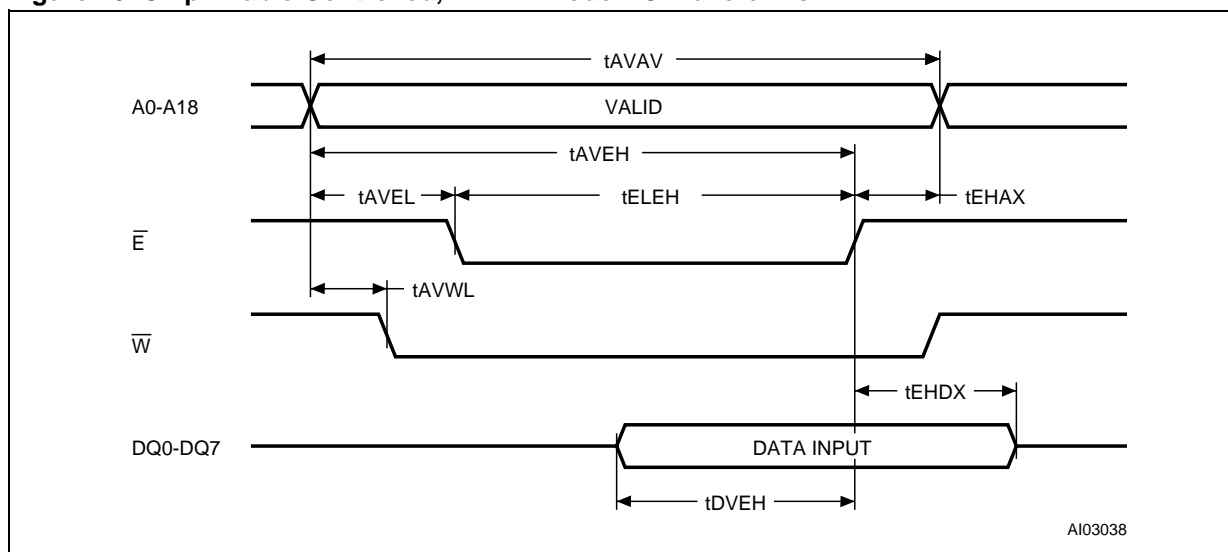 tAVAV
A0-A18
VALID
tAVEH
tAVEL
tELEH
tEHAX
E
tAVWL
W
tEHDX
DQ0-DQ7
DATA INPUT
tDVEH
AI03038